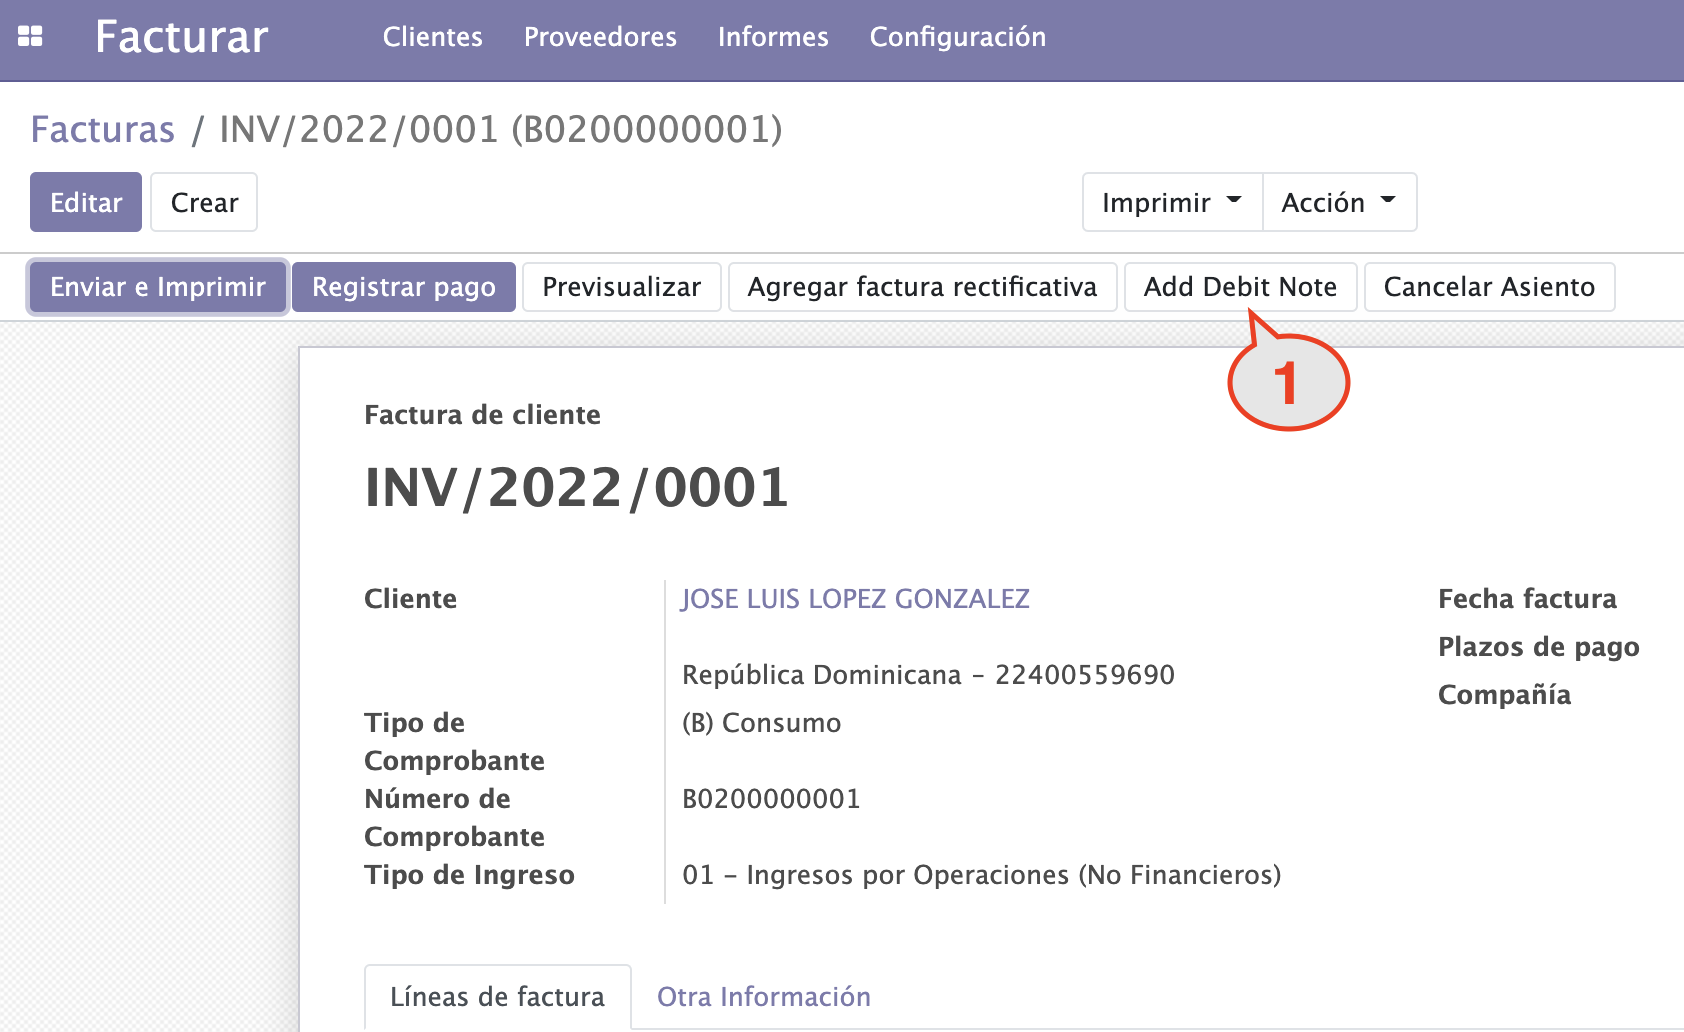 Facturar Clientes Proveedores Informes Configuración
Facturas / INV/2022/0001 (B0200000001)
Editar Crear Imprimir Acción
Enviar e Imprimir Registrar pago Previsualizar Agregar factura rectificativa Add Debit Note Cancelar Asiento
1
Factura de cliente
INV/2022/0001
Cliente JOSE LUIS LOPEZ GONZALEZ Fecha factura
Plazos de pago
República Dominicana – 22400559690
Compañía
Tipo de (B) Consumo
Comprobante
Número de B0200000001
Comprobante
Tipo de Ingreso 01 – Ingresos por Operaciones (No Financieros)
Líneas de factura Otra Información